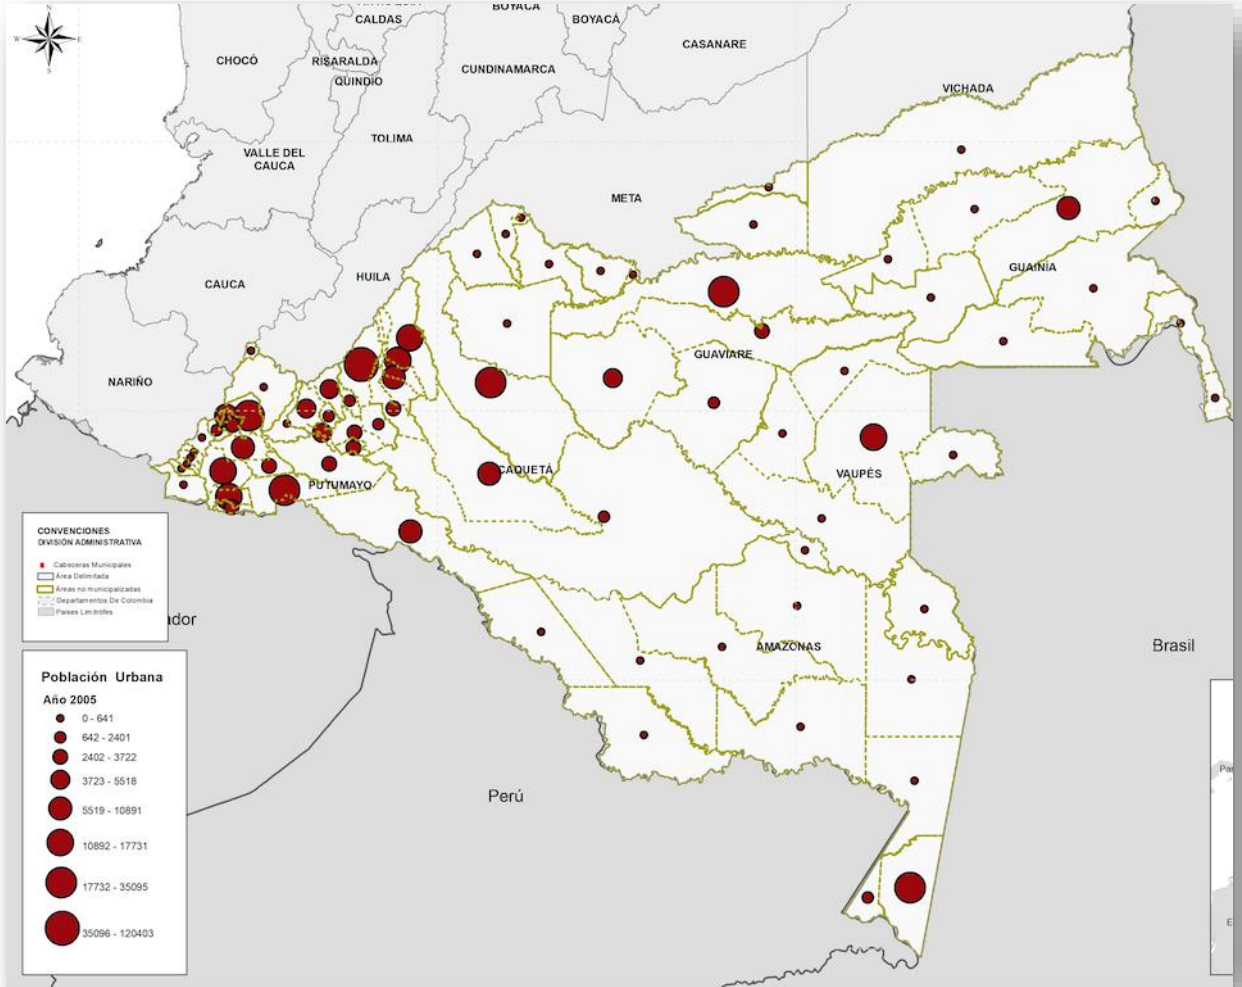 N
W
E
S
BOYACÁ
CALDAS
BOYACÁ
CHOCÓ
RISARALDA
CUNDINAMARCA
CASANARE
QUINDÍO
VICHADA
TOLIMA
VALLE DEL
CAUCA
META
CAUCA
HUILA
GUAINÍA
NARIÑO
GUAVIARE
CAQUETÁ
VAUPÉS
PUTUMAYO
AMAZONAS
Brasil
Perú
ador
CONVENCIONES
DIVISIÓN ADMINISTRATIVA
Cabeceras Municipales
Área Delimitada
Áreas no municipalizadas
Departamentos De Colombia
Países Limítrofes
Población Urbana
Año 2005
0 - 641
642 - 2401
2402 - 3722
3723 - 5518
5519 - 10891
10892 - 17731
17732 - 35095
35096 - 120403